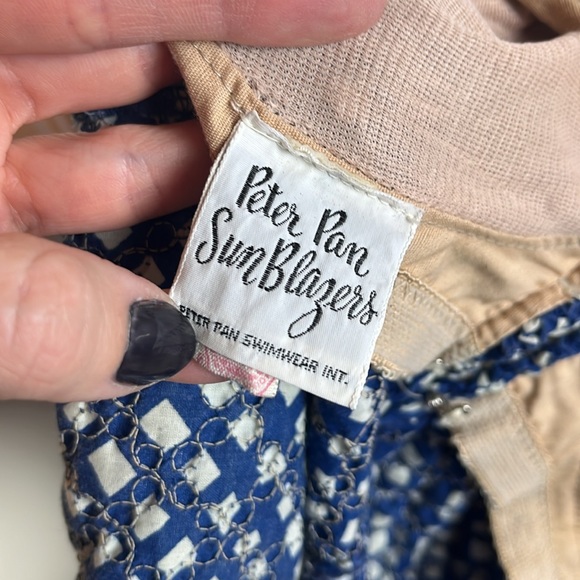 Peter Pan
SunBlazers
PETER PAN SWIMWEAR INT.